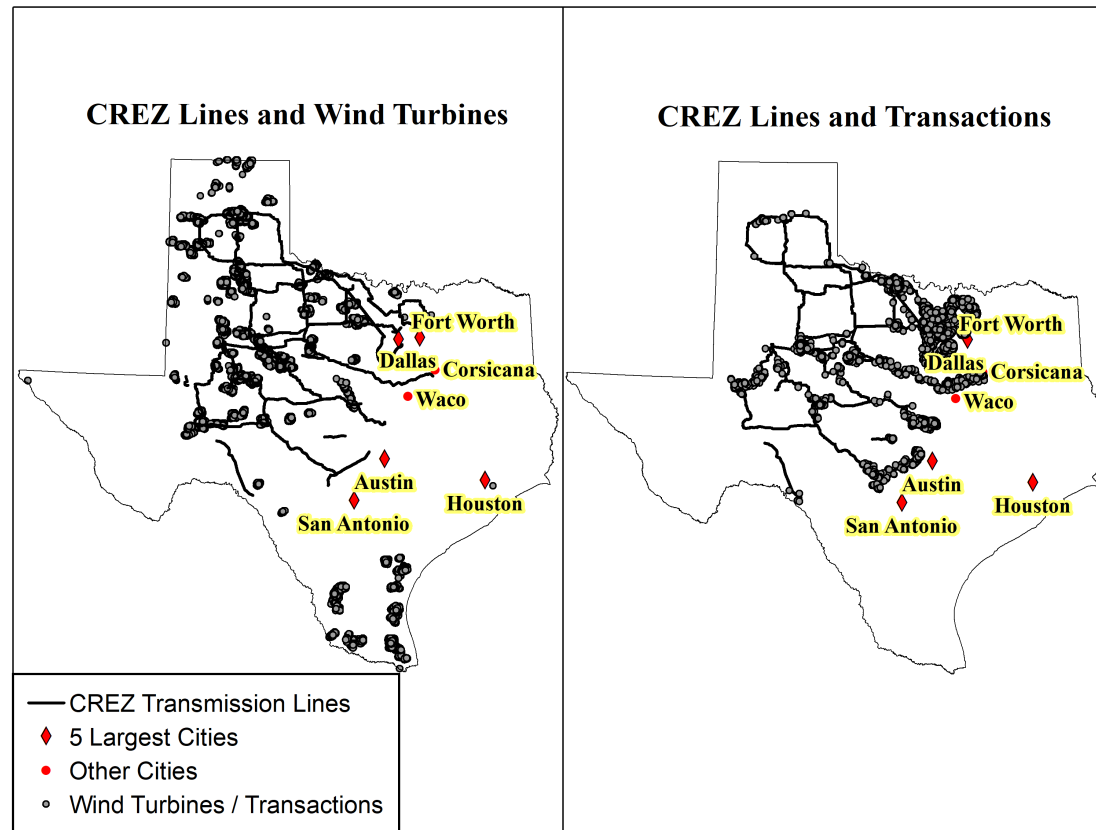 CREZ Lines and Wind Turbines
Fort Worth
Dallas
Corsicana
Waco
Austin
Houston
San Antonio
CREZ Transmission Lines
5 Largest Cities
Other Cities
Wind Turbines / Transactions
CREZ Lines and Transactions
Fort Worth
Dallas
Corsicana
Waco
Austin
Houston
San Antonio